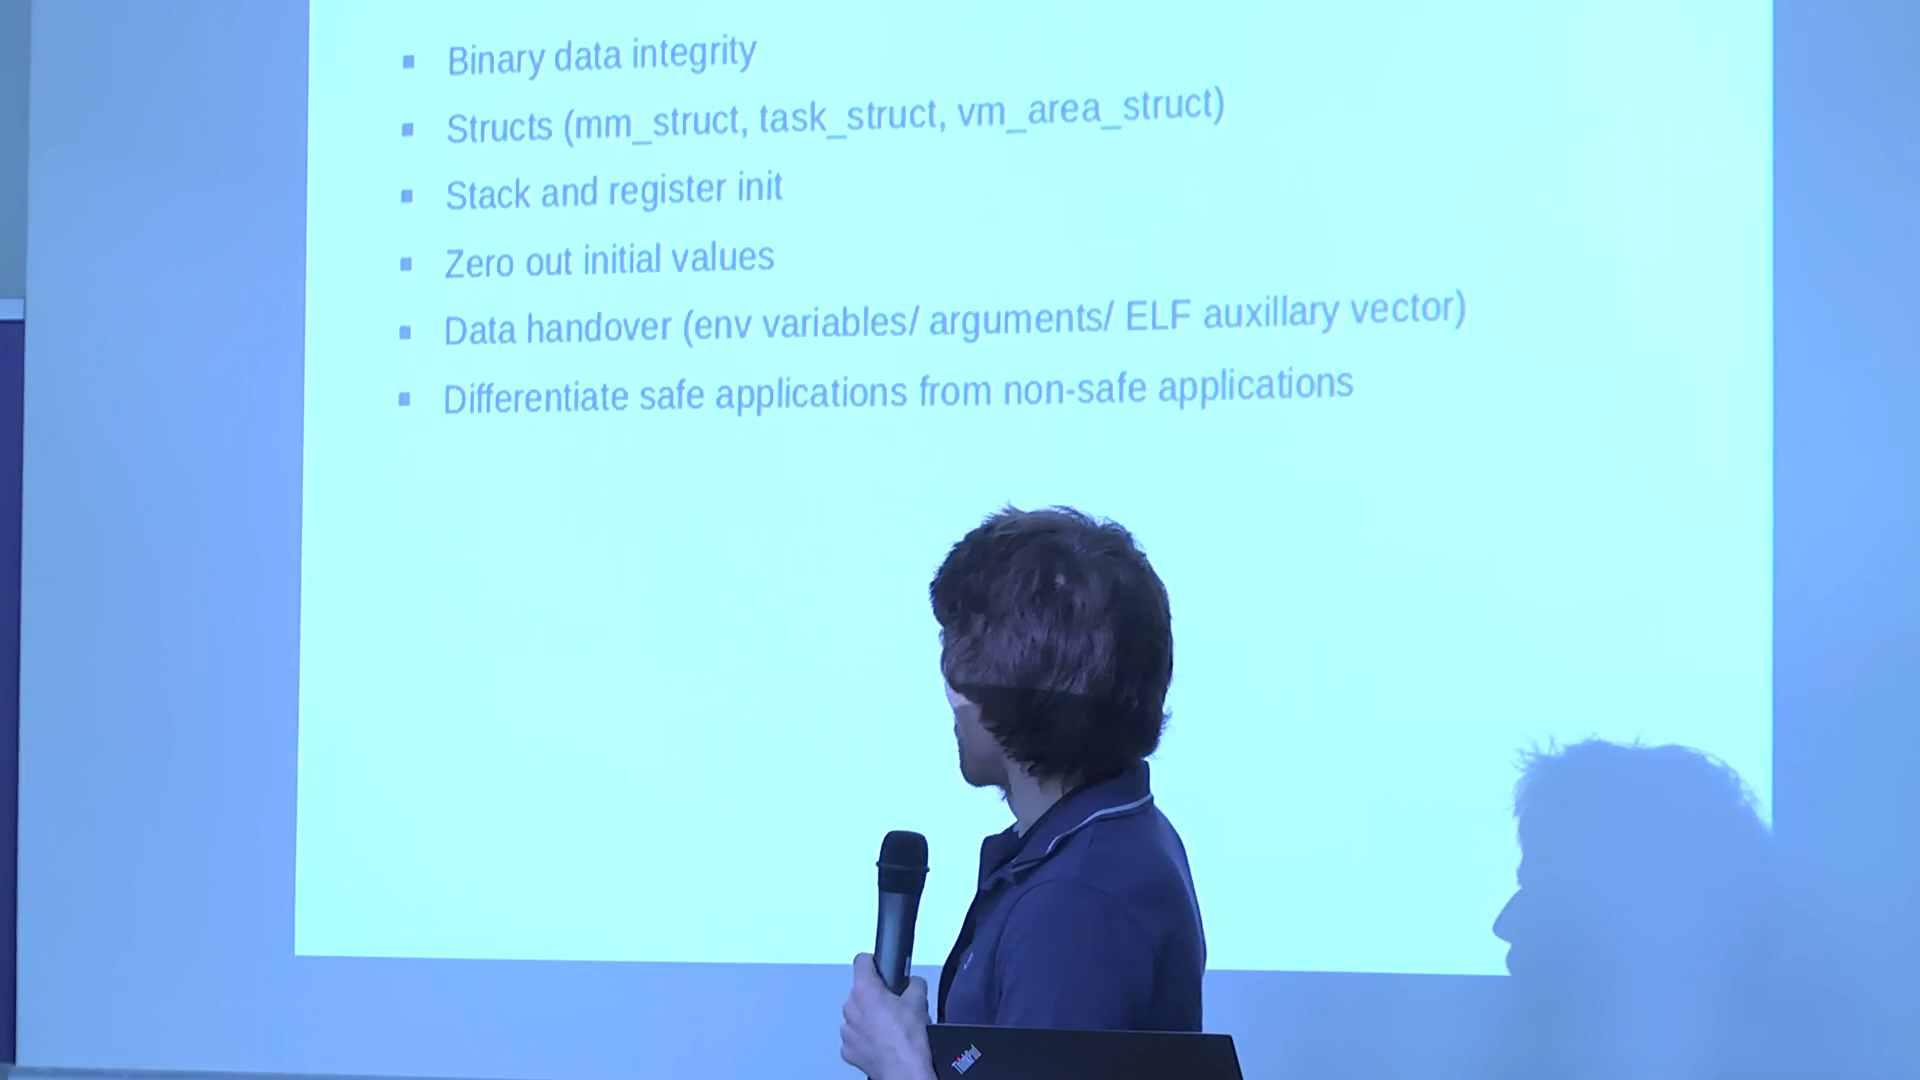 Binary data integrity
Structs (mm_struct, task_struct, vm_area_struct)
Stack and register init
Zero out initial values
Data handover (env variables/ arguments/ ELF auxillary vector)
Differentiate safe applications from non-safe applications
ThinkPad